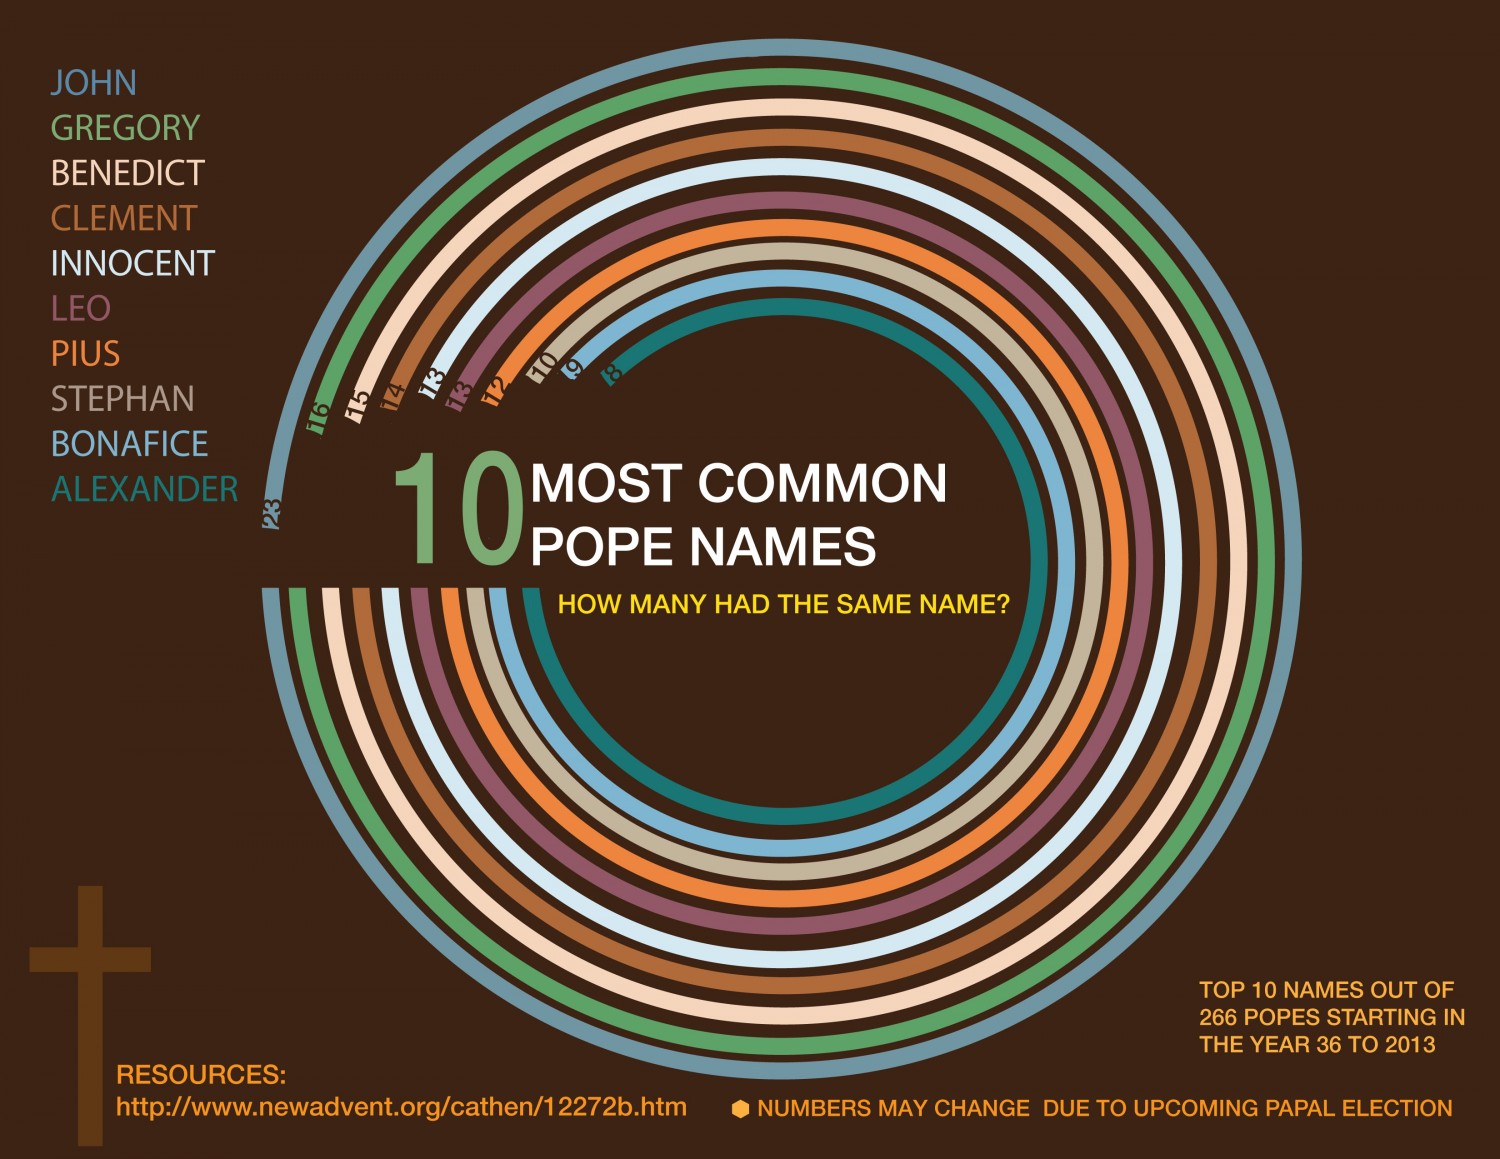 JOHN
GREGORY
BENEDICT
CLEMENT
INNOCENT
LEO
PIUS
STEPHAN
BONAFICE
ALEXANDER
23
16
15
14
13
13
12
10
9
8
10 MOST COMMON
POPE NAMES
HOW MANY HAD THE SAME NAME?
TOP 10 NAMES OUT OF
266 POPES STARTING IN
THE YEAR 36 TO 2013
RESOURCES:
http://www.newadvent.org/cathen/12272b.htm
NUMBERS MAY CHANGE DUE TO UPCOMING PAPAL ELECTION